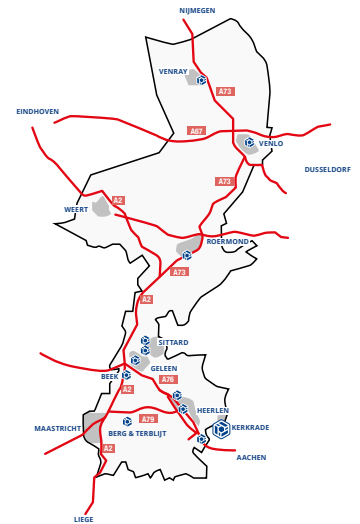 NIJMEGEN
VENRAY
A73
EINDHOVEN
A67
VENLO
DUSSELDORF
A73
A2
WEERT
ROERMOND
A73
A2
SITTARD
GELEEN
BEEK
A76
A2
HEERLEN
A79
MAASTRICHT
KERKRADE
BERG & TERBLIJT
A2
AACHEN
LIEGE